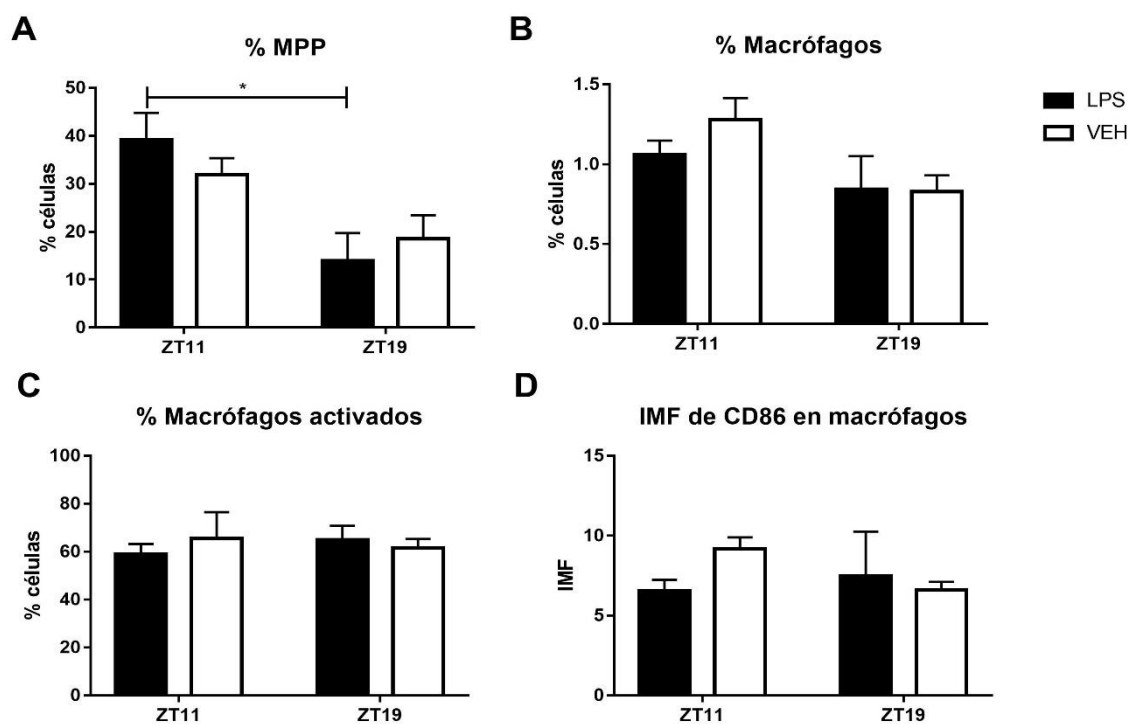 A
% MPP
50
40
30
20
10
0
% células
*
ZT11
ZT19
B
% Macrófagos
1.5
1.0
0.5
0.0
% células
ZT11
ZT19
LPS
VEH
C
% Macrófagos activados
100
80
60
40
20
0
% células
ZT11
ZT19
D
IMF de CD86 en macrófagos
15
10
5
0
IMF
ZT11
ZT19